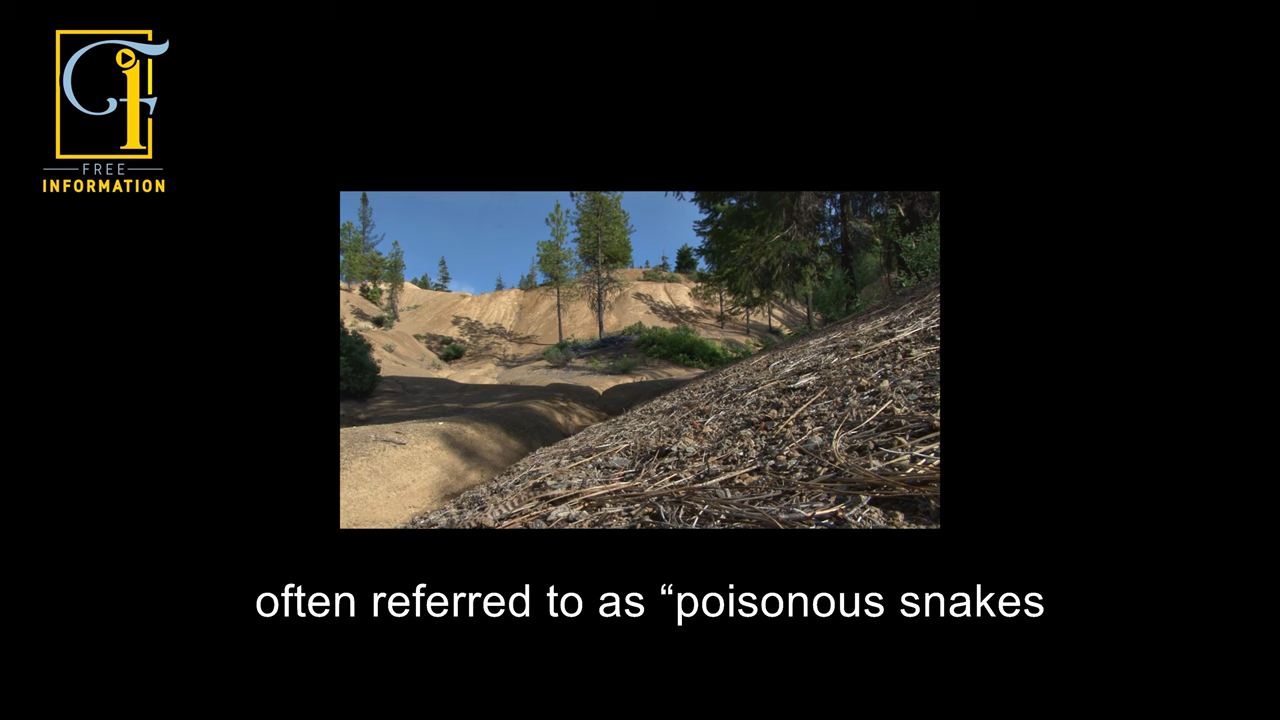 FREE
INFORMATION
often referred to as “poisonous snakes